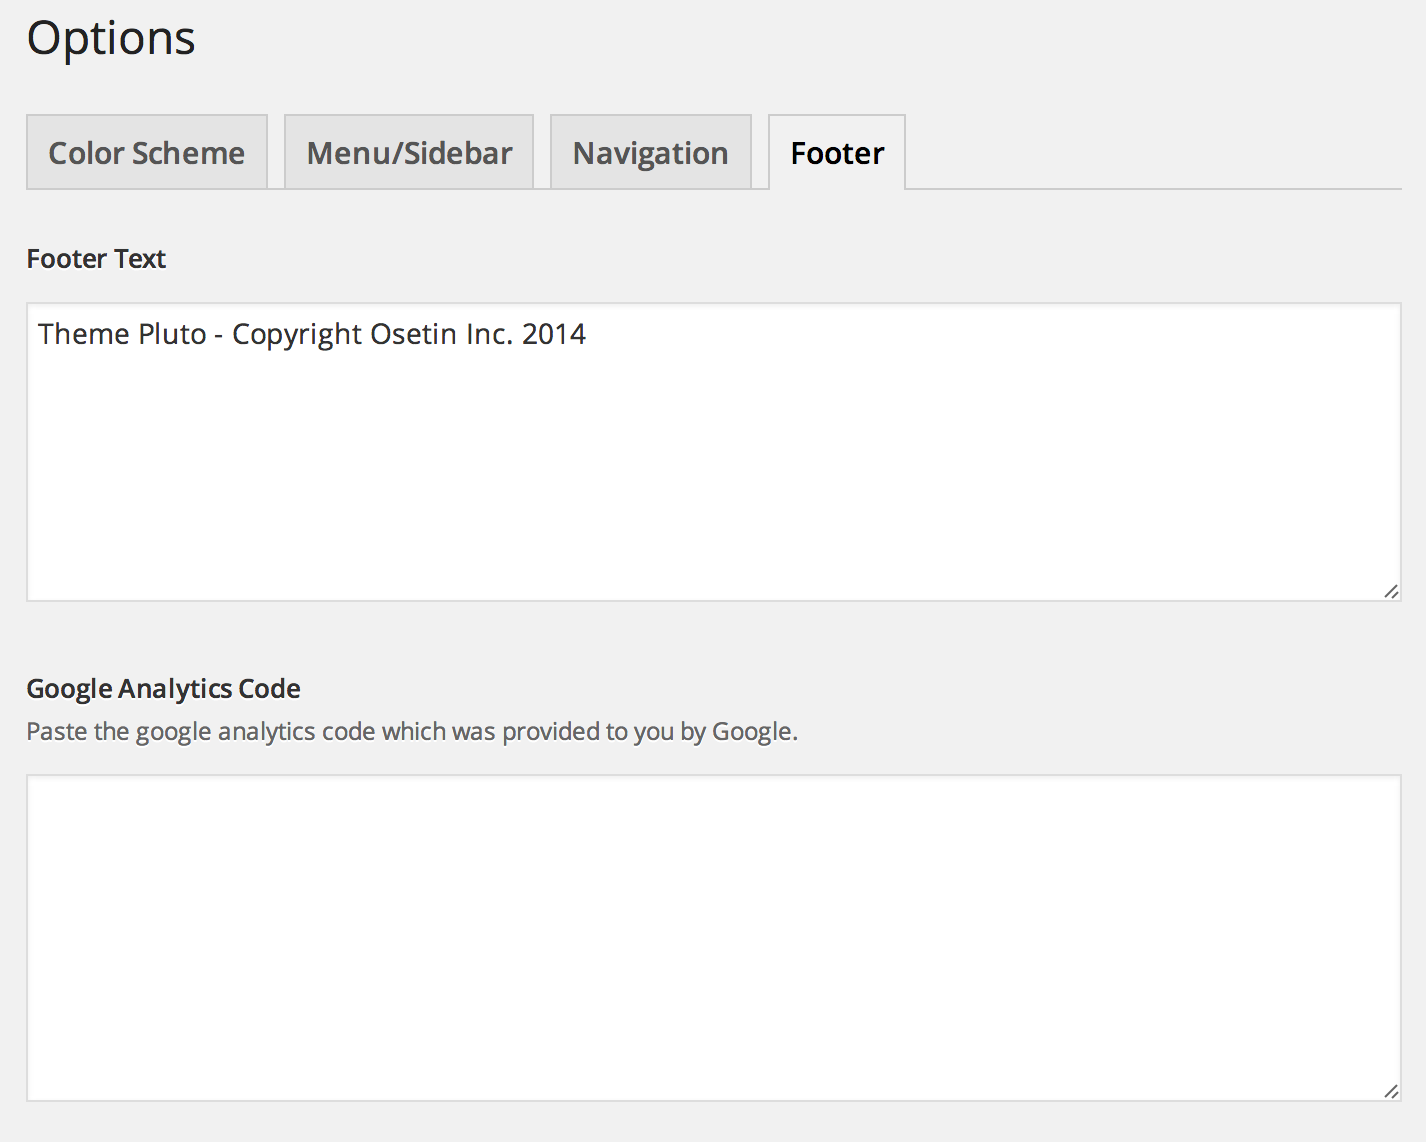 Options
Color Scheme Menu/Sidebar Navigation Footer
Footer Text
Theme Pluto - Copyright Osetin Inc. 2014
Google Analytics Code
Paste the google analytics code which was provided to you by Google.